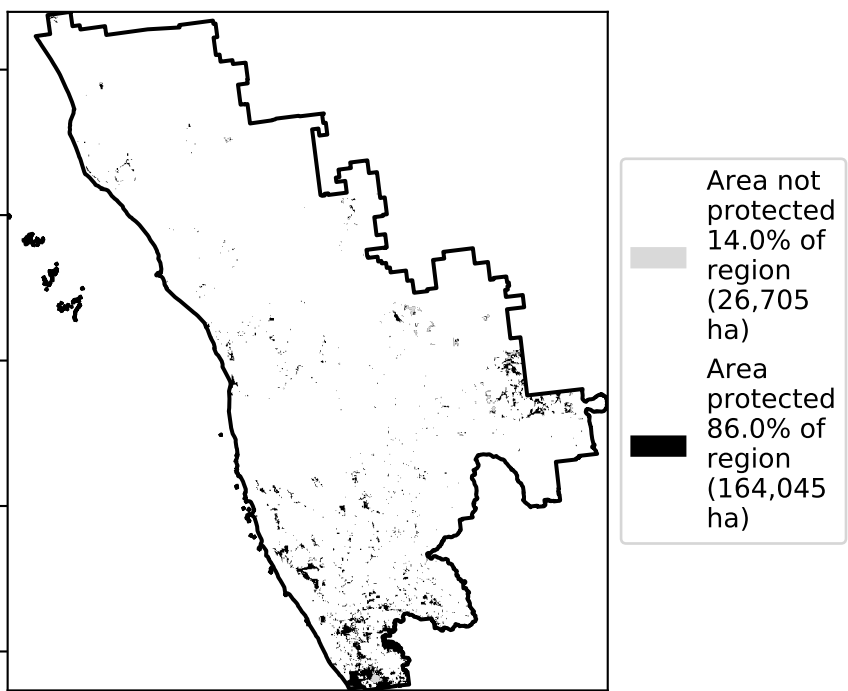 Area not
protected
14.0% of
region
(26,705
ha)
Area
protected
86.0% of
region
(164,045
ha)